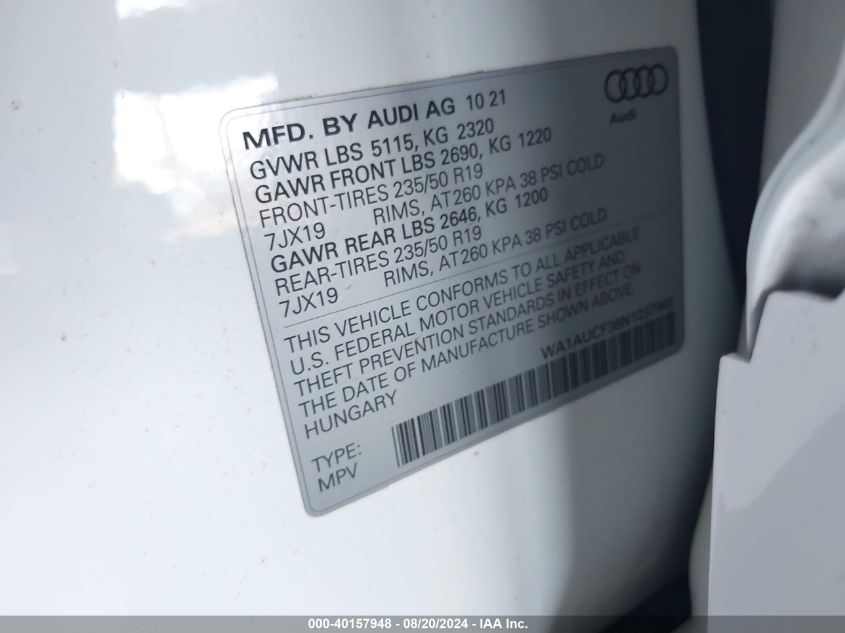 MFD. BY AUDI AG 10 21
GVWR LBS 5115, KG 2320
GAWR FRONT LBS 2690, KG 1220
FRONT-TIRES 235/50 R19
7JX19 RIMS, AT 260 KPA 38 PSI COLD
GAWR REAR LBS 2646, KG 1200
REAR-TIRES 235/50 R19
7JX19 RIMS, AT 260 KPA 38 PSI COLD
Audi
THIS VEHICLE CONFORMS TO ALL APPLICABLE
U.S. FEDERAL MOTOR VEHICLE SAFETY AND
THEFT PREVENTION STANDARDS IN EFFECT ON
THE DATE OF MANUFACTURE SHOWN ABOVE.
HUNGARY
TYPE:
MPV
000-40157948 - 08/20/2024 - IAA Inc.